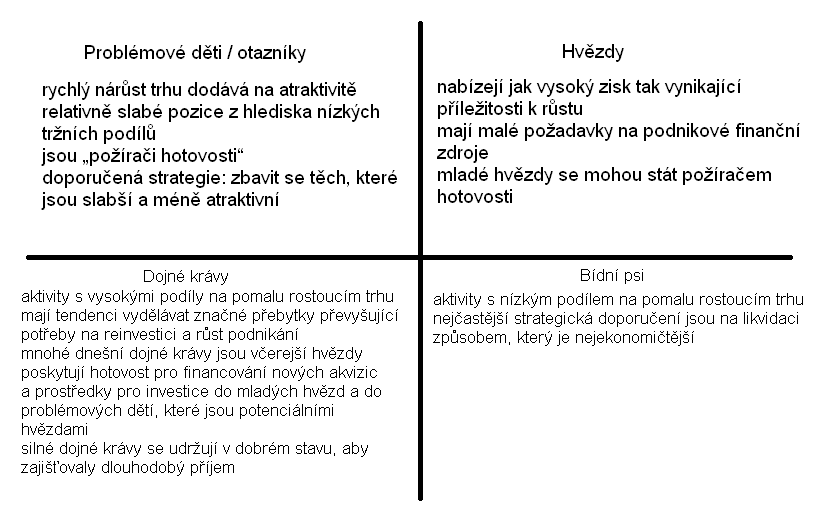 Problémové děti / otazníky
rychlý nárůst trhu dodává na atraktivitě
relativně slabé pozice z hlediska nízkých
tržních podílů
jsou „požírači hotovosti“
doporučená strategie: zbavit se těch, které
jsou slabší a méně atraktivní
Hvězdy
nabízejí jak vysoký zisk tak vynikající
příležitosti k růstu
mají malé požadavky na podnikové finanční
zdroje
mladé hvězdy se mohou stát požíračem
hotovosti
Dojné krávy
aktivity s vysokými podíly na pomalu rostoucím trhu
mají tendenci vydělávat značné přebytky převyšující
potřeby na reinvestici a růst podnikání
mnohé dnešní dojné krávy jsou včerejší hvězdy
poskytují hotovost pro financování nových akvizic
a prostředky pro investice do mladých hvězd a do
problémových dětí, které jsou potenciálními
hvězdami
silné dojné krávy se udržují v dobrém stavu, aby
zajišťovaly dlouhodobý příjem
Bídní psi
aktivity s nízkým podílem na pomalu rostoucím trhu
nejčastější strategická doporučení jsou na likvidaci
způsobem, který je nejekonomičtější